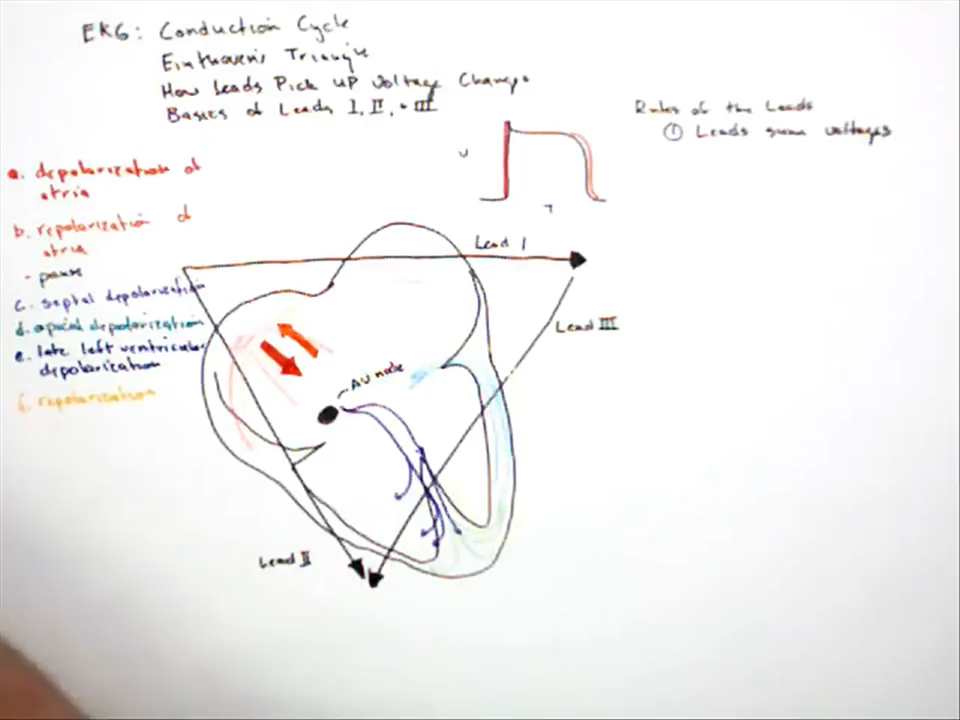 EKG: Conduction Cycle
Einthoven's Triangle
How Leads Pick UP Voltage Changes
Basics of Leads I, II, + III
Rules of the Leads
① Leads sum voltages
V
T
a. depolarization of
atria
b. repolarization of
atria
- pause
c. septal depolarization
d. apical depolarization
e. late left ventricular
depolarization
f. repolarization
Lead I
Lead III
AV node
Lead II